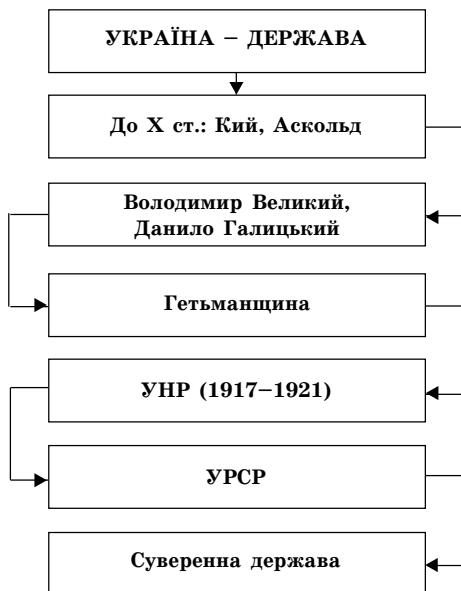 УКРАЇНА – ДЕРЖАВА
До X ст.: Кий, Аскольд
Володимир Великий,
Данило Галицький
Гетьманщина
УНР (1917–1921)
УРСР
Суверенна держава